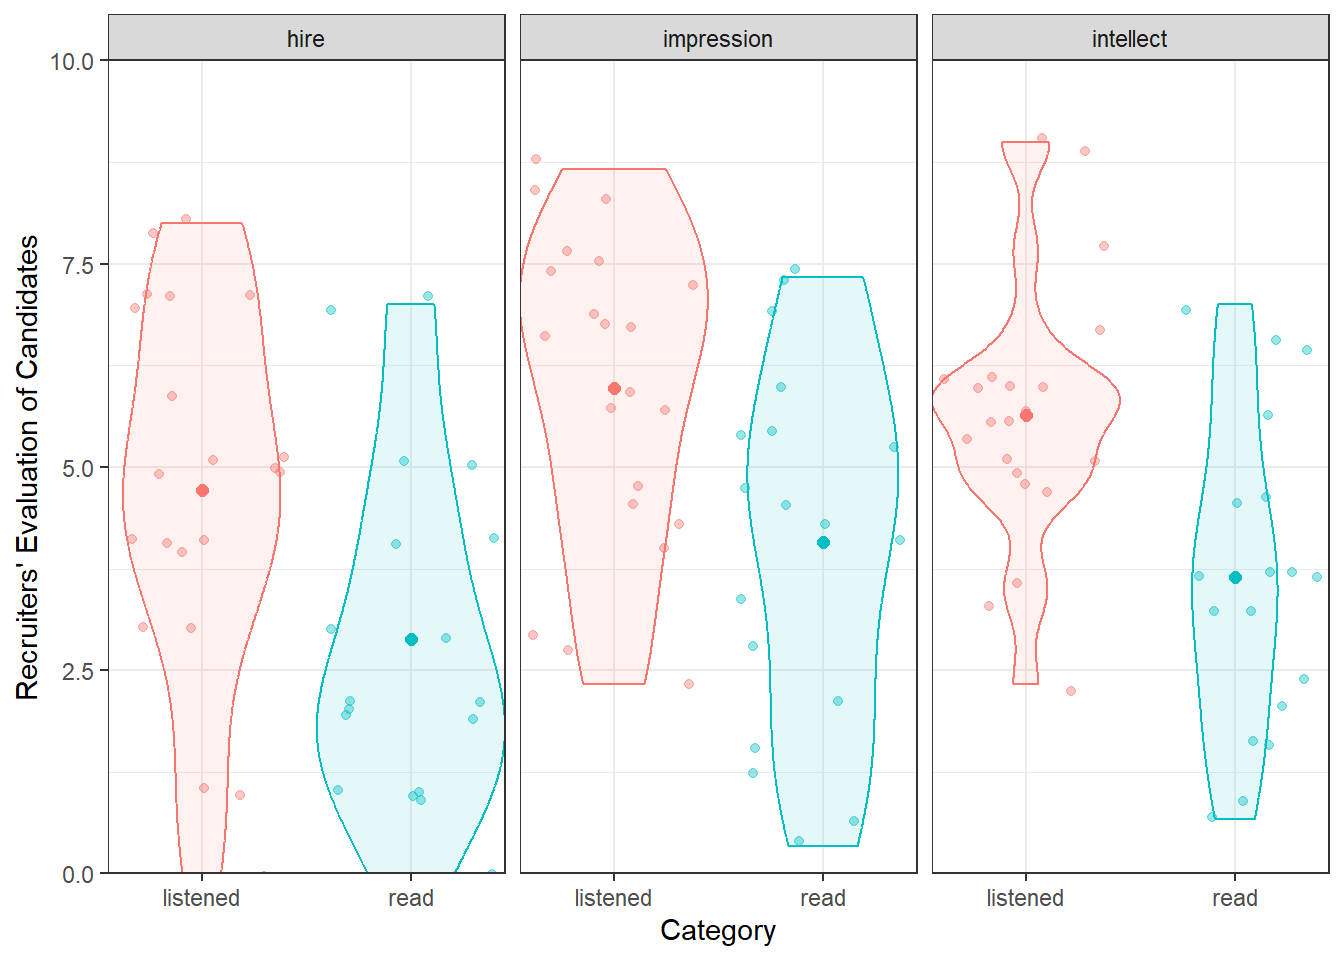 hire impression intellect
10.0
7.5
5.0
2.5
0.0
Recruiters' Evaluation of Candidates
listened read listened read listened read
Category